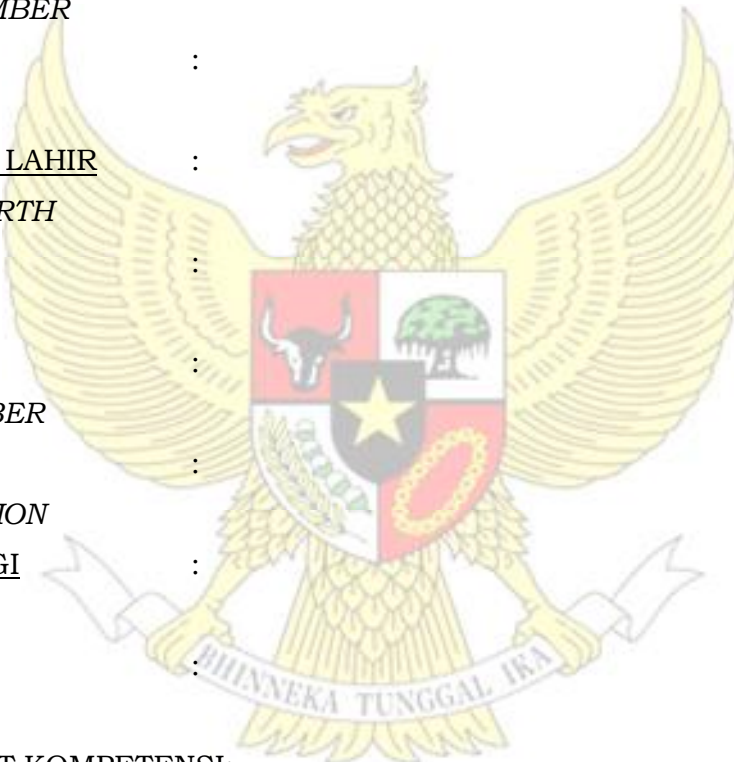 MBER
:
LAHIR :
RTH
:
:
BER
:
ION
GI :
:
BHINNEKA TUNGGAL IKA
T KOMPETENSI: